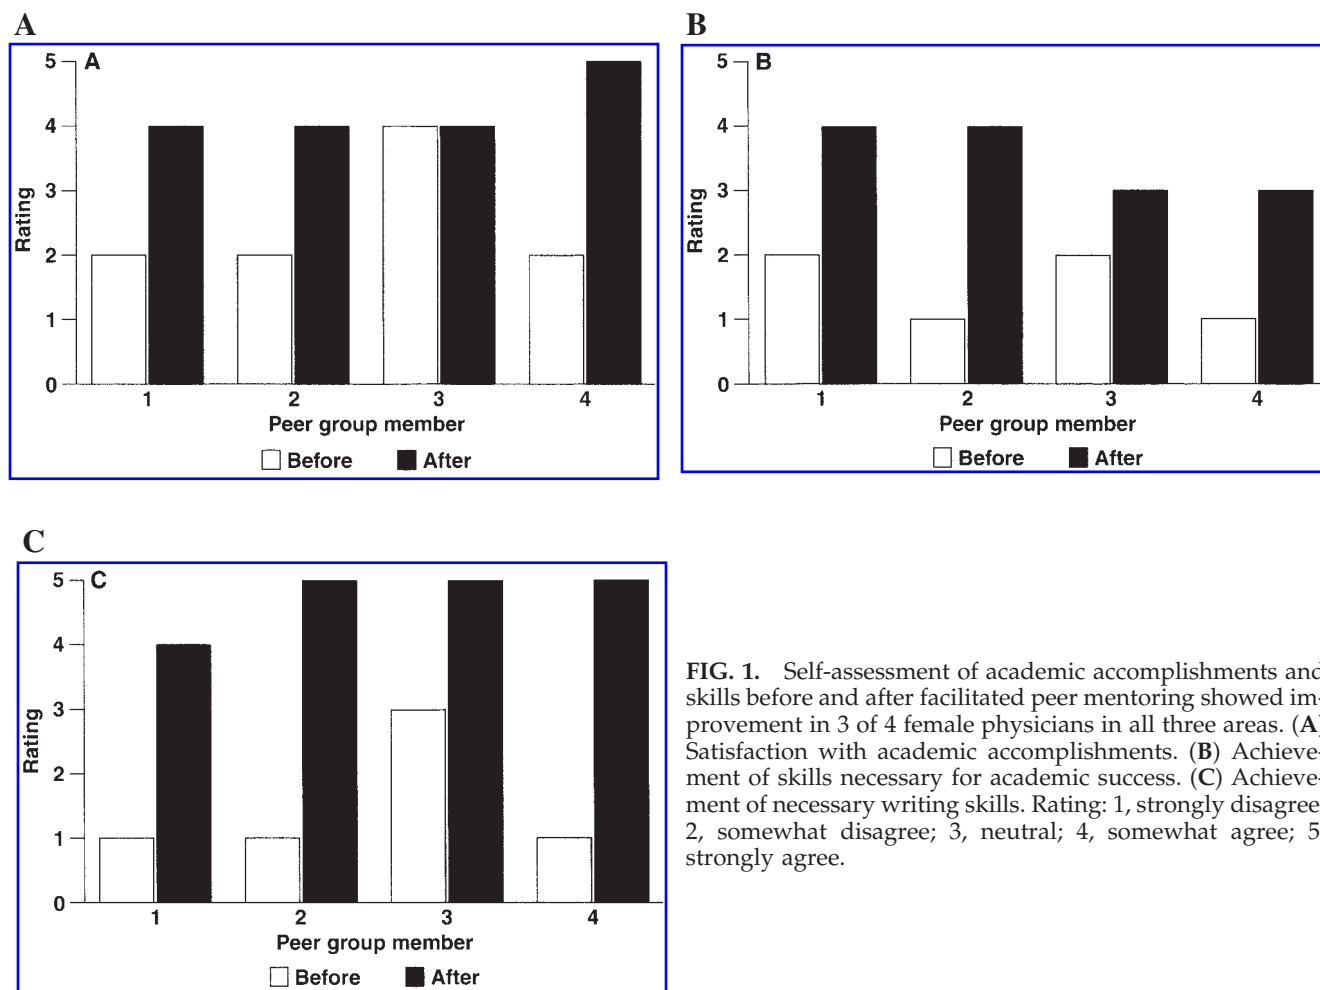 A
B
A
5
4
3
2
1
0
Rating
1 2 3 4
Peer group member
Before After
B
5
4
3
2
1
0
Rating
1 2 3 4
Peer group member
Before After
C
C
5
4
3
2
1
0
Rating
1 2 3 4
Peer group member
Before After
FIG. 1. Self-assessment of academic accomplishments and
skills before and after facilitated peer mentoring showed im-
provement in 3 of 4 female physicians in all three areas. (A)
Satisfaction with academic accomplishments. (B) Achieve-
ment of skills necessary for academic success. (C) Achieve-
ment of necessary writing skills. Rating: 1, strongly disagree
2, somewhat disagree; 3, neutral; 4, somewhat agree; 5
strongly agree.